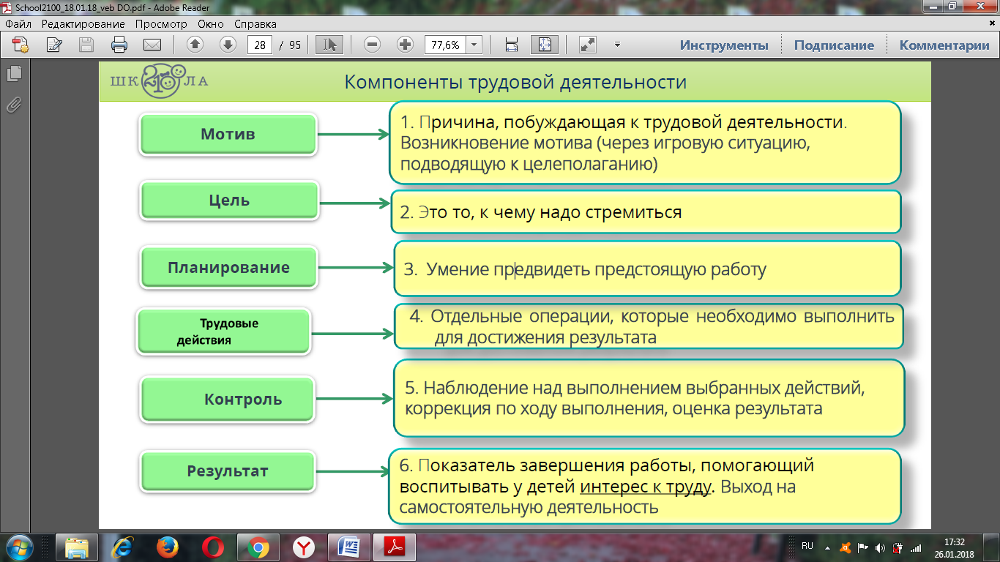 School2100_18.01.18_veb DO.pdf - Adobe Reader
Файл Редактирование Просмотр Окно Справка
28 / 95 77,6% Инструменты Подписание Комментарии
ШК 2100 ЛА
Компоненты трудовой деятельности
Мотив
1. Причина, побуждающая к трудовой деятельности.
Возникновение мотива (через игровую ситуацию,
подводящую к целеполаганию)
Цель
2. Это то, к чему надо стремиться
Планирование
3. Умение предвидеть предстоящую работу
Трудовые
действия
4. Отдельные операции, которые необходимо выполнить
для достижения результата
Контроль
5. Наблюдение над выполнением выбранных действий,
коррекция по ходу выполнения, оценка результата
Результат
6. Показатель завершения работы, помогающий
воспитывать у детей интерес к труду. Выход на
самостоятельную деятельность
RU
17:32
26.01.2018